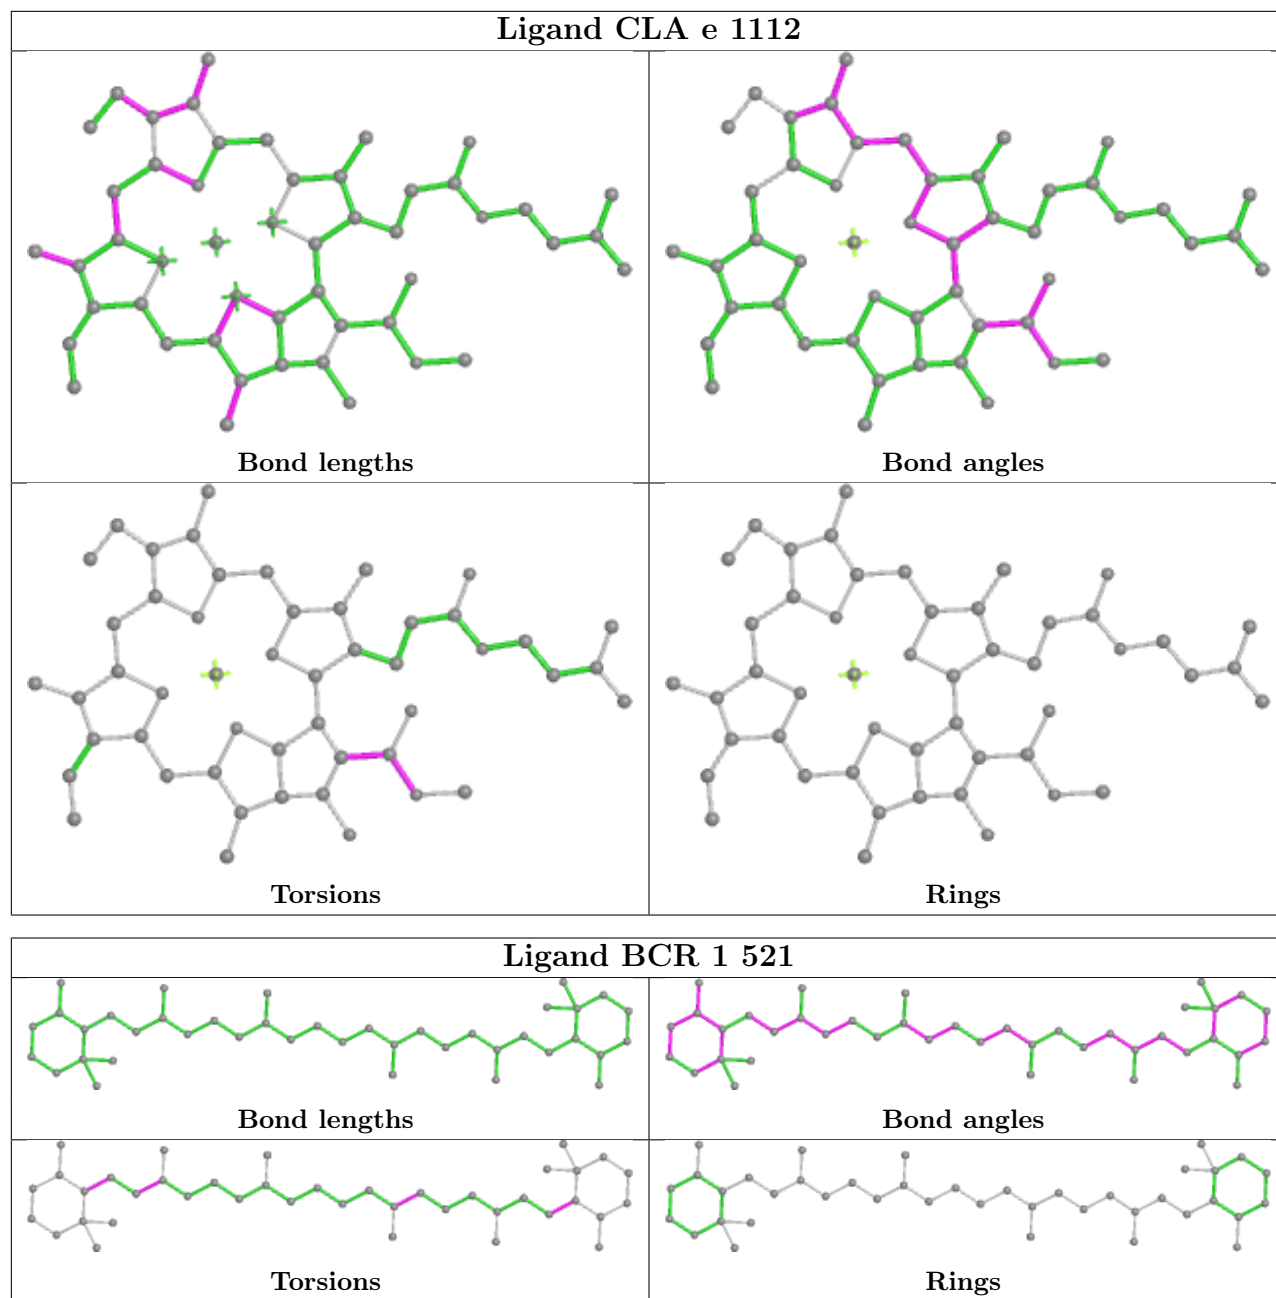 Ligand CLA e 1112
Bond lengths
Bond angles
Torsions
Rings
Ligand BCR 1 521
Bond lengths
Bond angles
Torsions
Rings